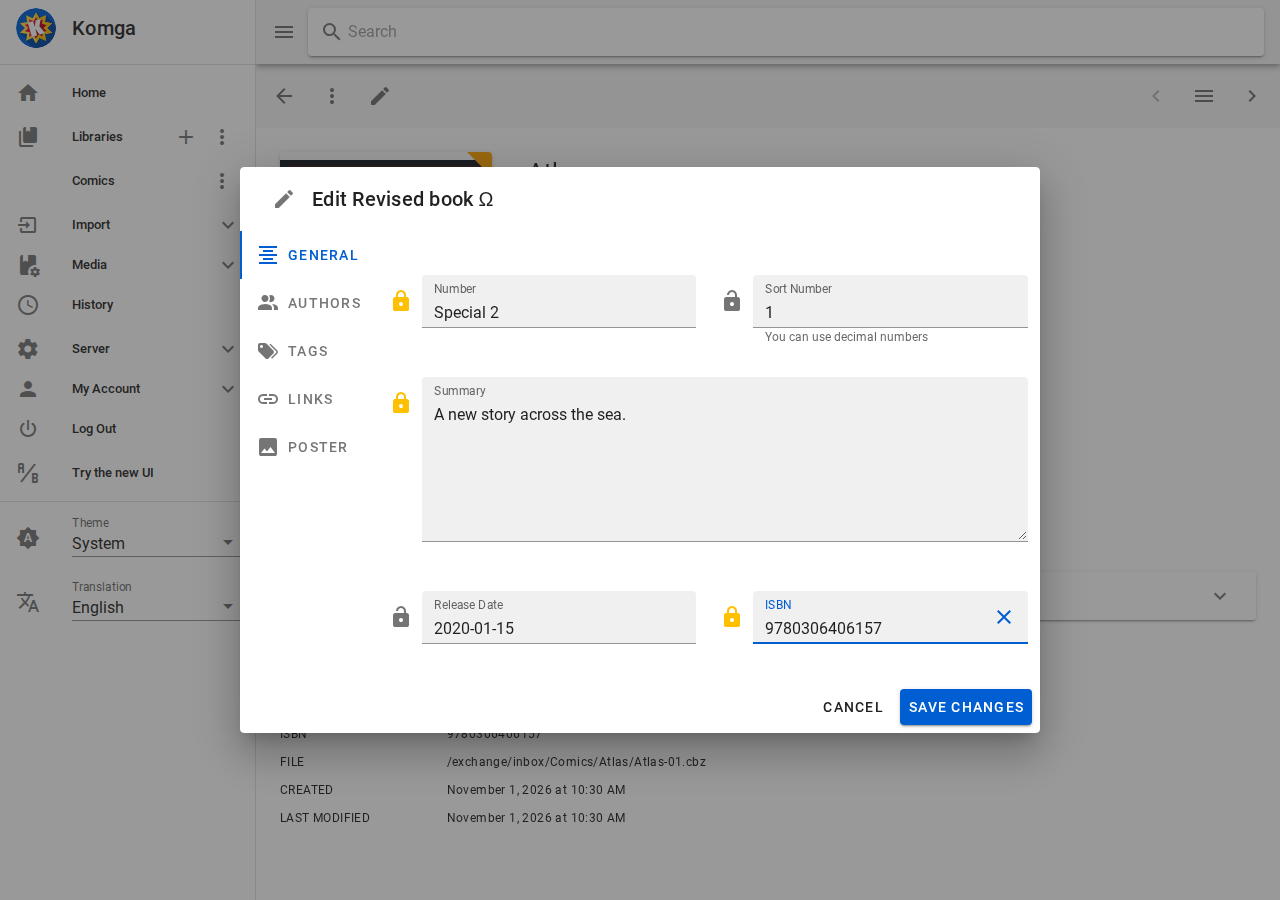 Komga
Search
Home
Libraries
Comics
Import
Media
History
Server
My Account
Log Out
Try the new UI
Theme
System
Translation
English
Edit Revised book Ω
GENERAL
AUTHORS
TAGS
LINKS
POSTER
Number
Special 2
Sort Number
1
You can use decimal numbers
Summary
A new story across the sea.
Release Date
2020-01-15
ISBN
9780306406157
CANCEL
SAVE CHANGES
ISBN 9780306406157
FILE /exchange/inbox/Comics/Atlas/Atlas-01.cbz
CREATED November 1, 2026 at 10:30 AM
LAST MODIFIED November 1, 2026 at 10:30 AM